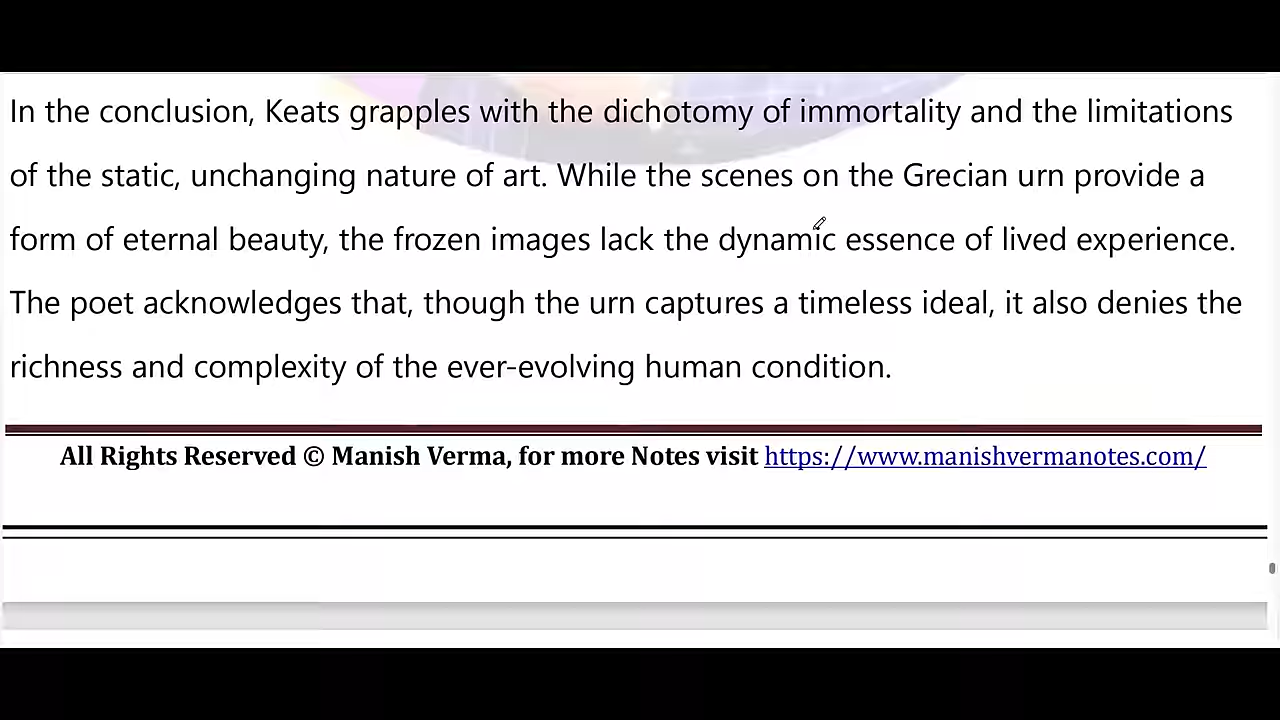 In the conclusion, Keats grapples with the dichotomy of immortality and the limitations
of the static, unchanging nature of art. While the scenes on the Grecian urn provide a
form of eternal beauty, the frozen images lack the dynamic essence of lived experience.
The poet acknowledges that, though the urn captures a timeless ideal, it also denies the
richness and complexity of the ever-evolving human condition.
All Rights Reserved © Manish Verma, for more Notes visit https://www.manishvermanotes.com/